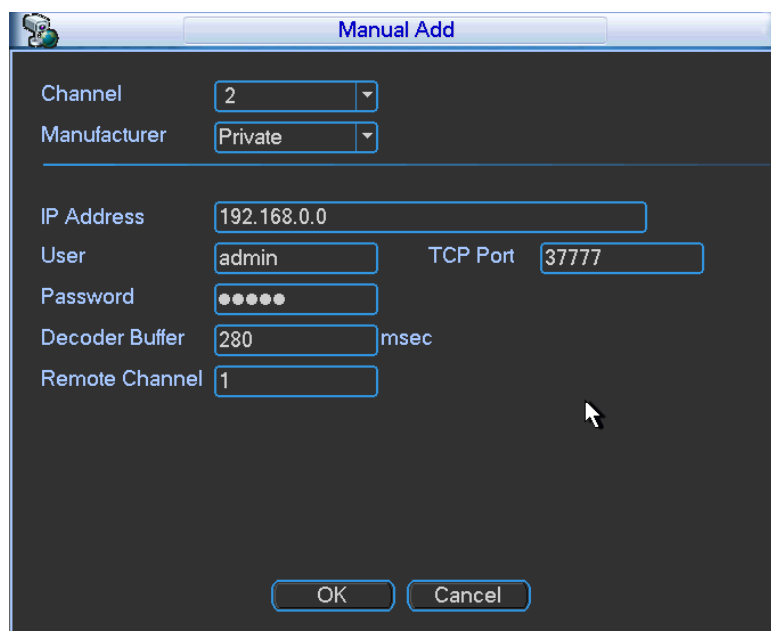 Manual Add
Channel 2
Manufacturer Private
IP Address 192.168.0.0
User admin TCP Port 37777
Password ●●●●●
Decoder Buffer 280 msec
Remote Channel 1
OK Cancel